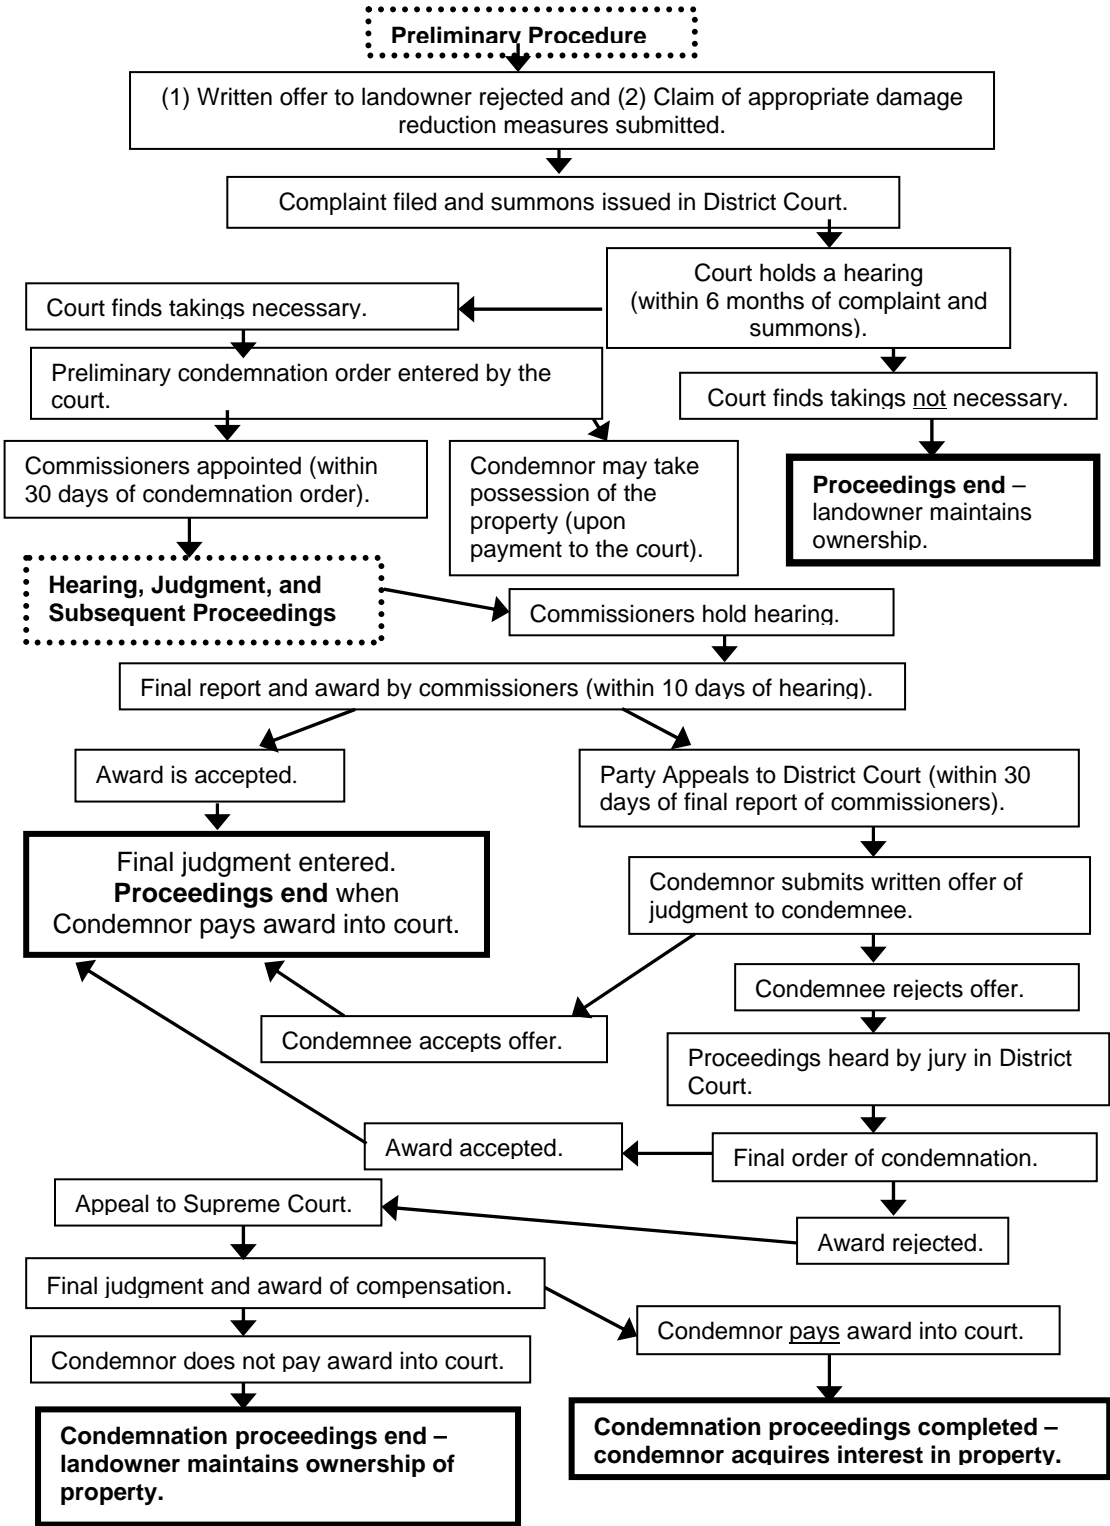 Preliminary Procedure
(1) Written offer to landowner rejected and (2) Claim of appropriate damage
reduction measures submitted.
Complaint filed and summons issued in District Court.
Court holds a hearing
(within 6 months of complaint and
summons).
Court finds takings necessary.
Preliminary condemnation order entered by the
court.
Court finds takings not necessary.
Commissioners appointed (within
30 days of condemnation order).
Condemnor may take
possession of the
property (upon
payment to the court).
Proceedings end –
landowner maintains
ownership.
Hearing, Judgment, and
Subsequent Proceedings
Commissioners hold hearing.
Final report and award by commissioners (within 10 days of hearing).
Award is accepted.
Party Appeals to District Court (within 30
days of final report of commissioners).
Final judgment entered.
Proceedings end when
Condemnor pays award into court.
Condemnor submits written offer of
judgment to condemnee.
Condemnee rejects offer.
Condemnee accepts offer.
Proceedings heard by jury in District
Court.
Award accepted.
Final order of condemnation.
Appeal to Supreme Court.
Award rejected.
Final judgment and award of compensation.
Condemnor pays award into court.
Condemnor does not pay award into court.
Condemnation proceedings end –
landowner maintains ownership of
property.
Condemnation proceedings completed –
condemnor acquires interest in property.